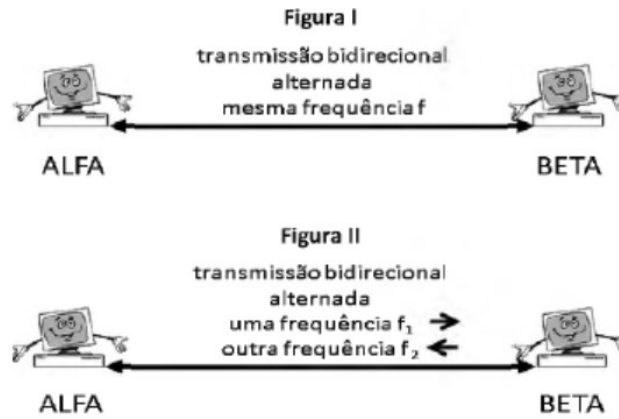 Figura I
transmissão bidirecional
alternada
mesma frequência f
ALFA
BETA
Figura II
transmissão bidirecional
alternada
uma frequência f₁ →
outra frequência f₂ ←
ALFA
BETA